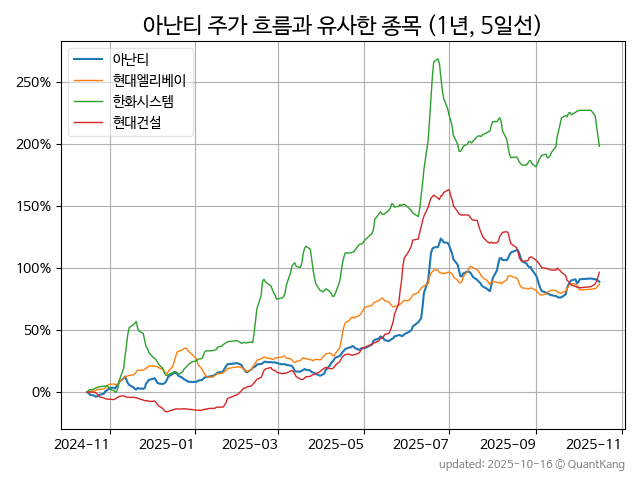 아난티 주가 흐름과 유사한 종목 (1년, 5일선)
아난티
현대엘리베이
한화시스템
현대건설
250%
200%
150%
100%
50%
0%
2024-11
2025-01
2025-03
2025-05
2025-07
2025-09
2025-11
updated: 2025-10-16 © QuantKang